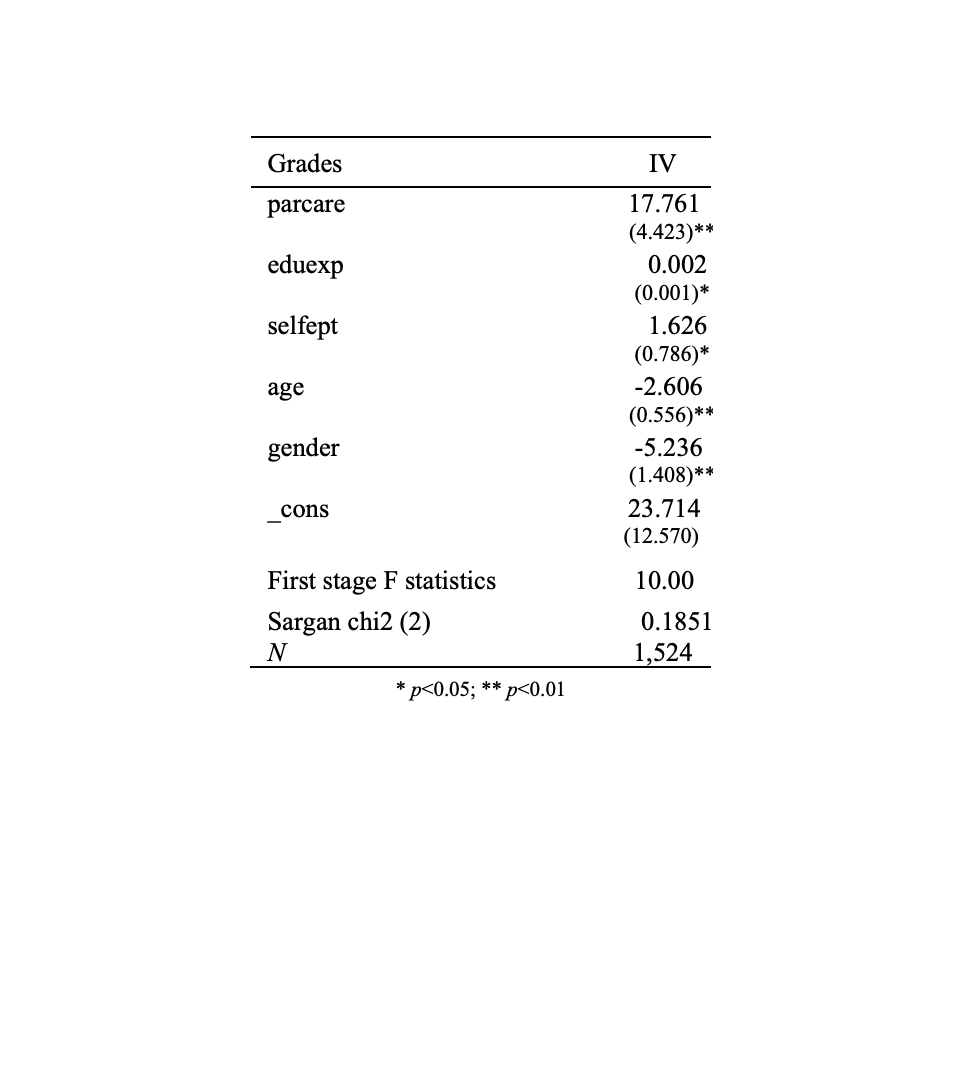 Grades IV
parcare 17.761
(4.423)**
eduexp 0.002
(0.001)*
selfept 1.626
(0.786)*
age -2.606
(0.556)**
gender -5.236
(1.408)**
_cons 23.714
(12.570)
First stage F statistics 10.00
Sargan chi2 (2) 0.1851
N 1,524
* p<0.05; ** p<0.01